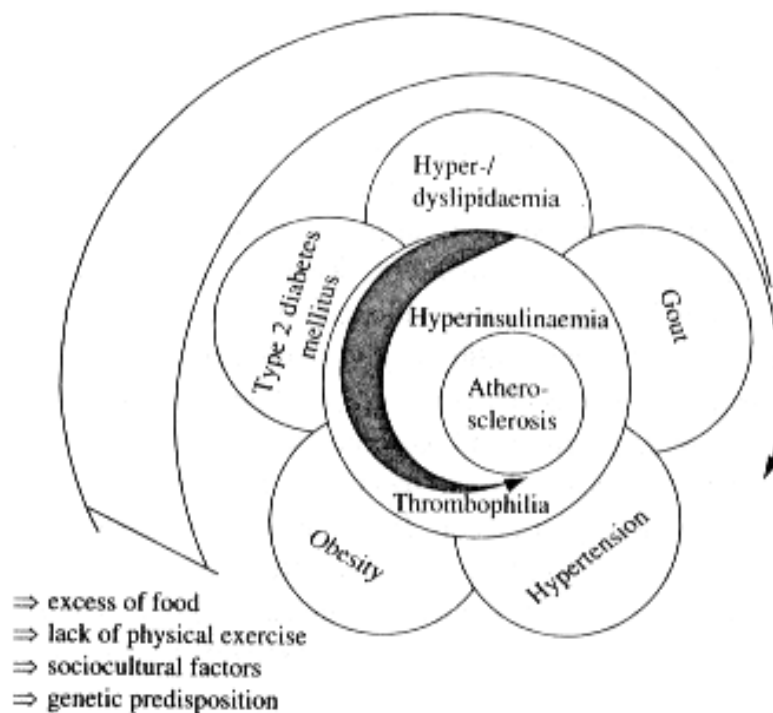 Hyper-/
dyslipidaemia
Type 2 diabetes
mellitus
Gout
Hyperinsulinaemia
Athero-
sclerosis
Thrombophilia
Obesity
Hypertension
⇒ excess of food
⇒ lack of physical exercise
⇒ sociocultural factors
⇒ genetic predisposition